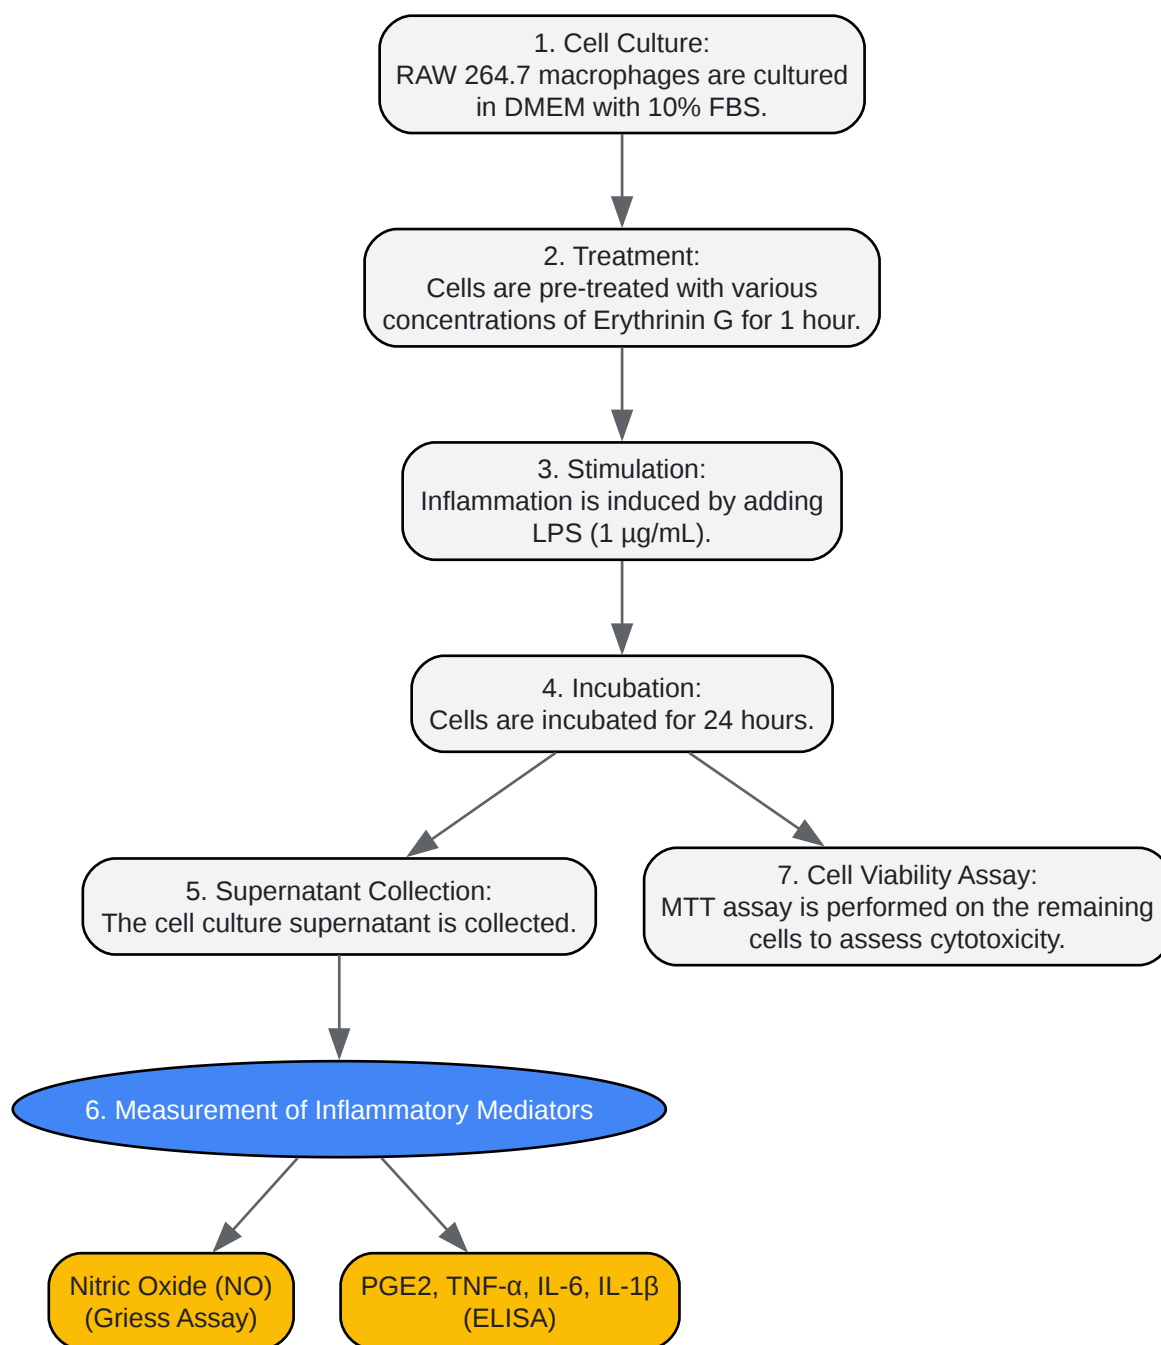 1. Cell Culture:
RAW 264.7 macrophages are cultured
in DMEM with 10% FBS.
2. Treatment:
Cells are pre-treated with various
concentrations of Erythrinin G for 1 hour.
3. Stimulation:
Inflammation is induced by adding
LPS (1 µg/mL).
4. Incubation:
Cells are incubated for 24 hours.
5. Supernatant Collection:
The cell culture supernatant is collected.
7. Cell Viability Assay:
MTT assay is performed on the remaining
cells to assess cytotoxicity.
6. Measurement of Inflammatory Mediators
Nitric Oxide (NO)
(Griess Assay)
PGE2, TNF-α, IL-6, IL-1β
(ELISA)